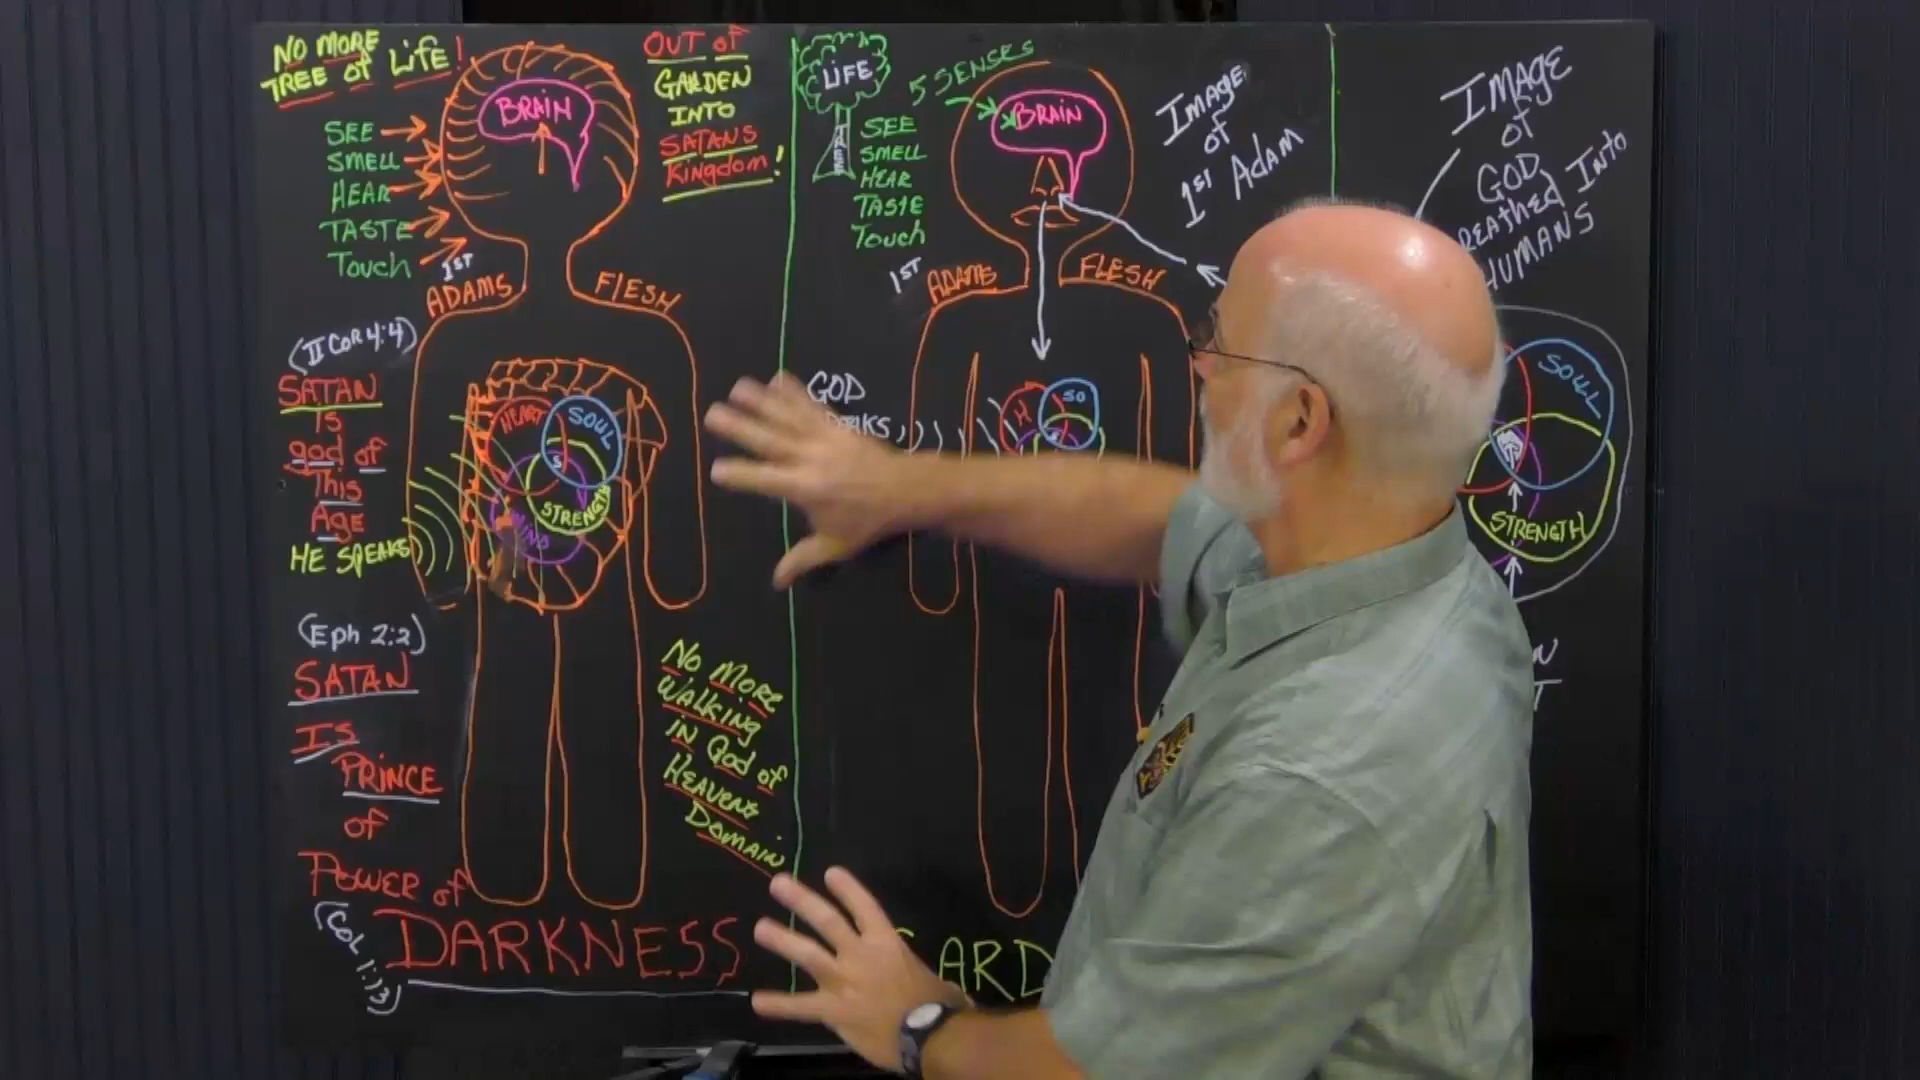 NO MORE
TREE of LiFE!
SEE
SMELL
HEAR
TASTE
Touch
BRAIN
OUT of
GARDEN
INTO
SATANS
Kingdom!
1ST
ADAMS
FlESH
(II COR 4:4)
SATAN
IS
god of
This
Age
HE SPEAKS
HEART
SOUL
S
STRENGTH
MIND
(Eph 2:2)
SATAN
IS
PRINCE
of
POWER of
DARKNESS
(COL 1:13)
No MORE
WALKING
iN God of
HEAVENS
DOMAIN
LiFE
TREE
5 SENSES
SEE
SMELL
HEAR
TASTE
Touch
BRAIN
IMAGE
of
1ST Adam
1ST
ADAMS
FLESH
GOD
H
SO
S
ARD
IMAGE
of
GOD
REATHED INTO
HUMANS
SOUL
STRENGTH